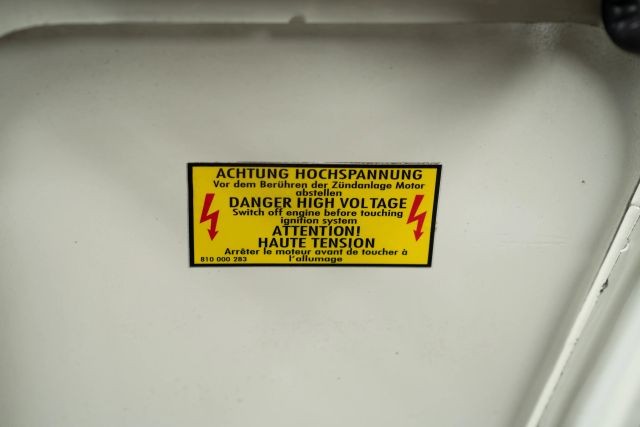 ACHTUNG HOCHSPANNUNG
Vor dem Berühren der Zündanlage Motor
abstellen
DANGER HIGH VOLTAGE
Switch off engine before touching
ignition system
ATTENTION!
HAUTE TENSION
Arrêter le moteur avant de toucher à
l'allumage
810 000 283